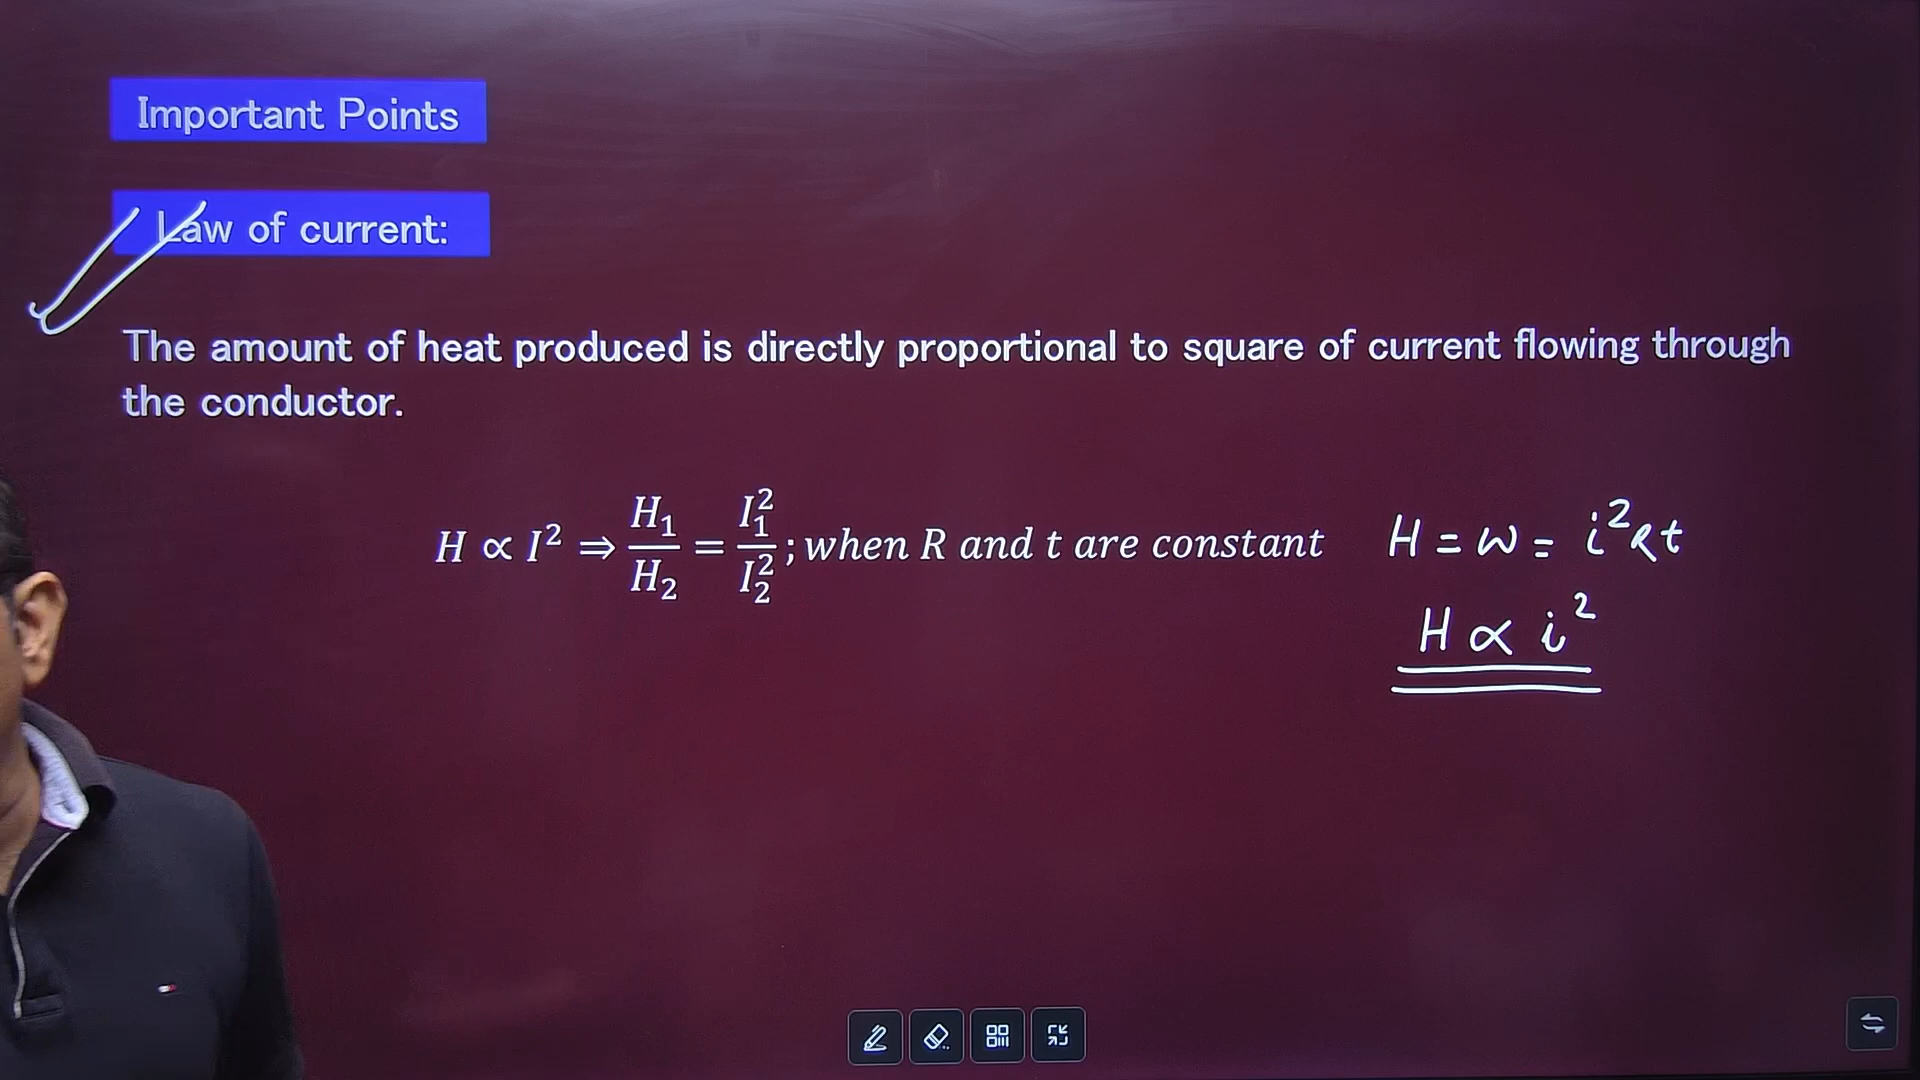 Important Points
Law of current:
The amount of heat produced is directly proportional to square of current flowing through
the conductor.
H ∝ I² ⇒ H₁/H₂ = I₁²/I₂² ; when R and t are constant
H = W = i²Rt
H ∝ i²